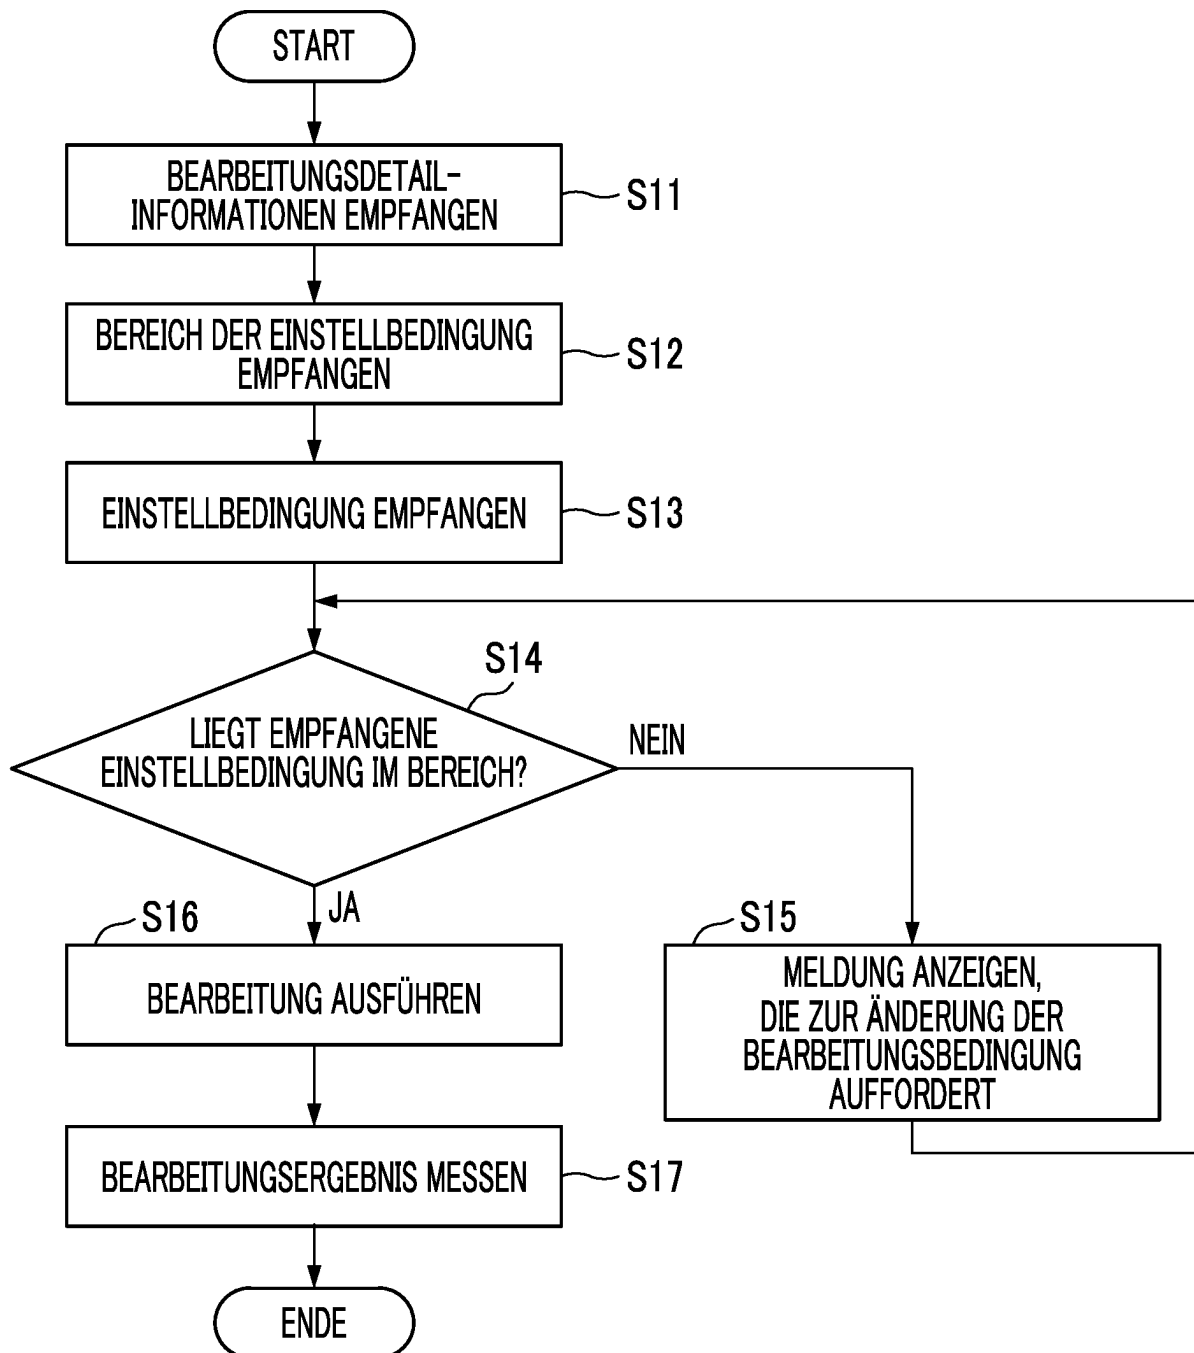 START
BEARBEITUNGSDETAIL-
INFORMATIONEN EMPFANGEN
S11
BEREICH DER EINSTELLBEDINGUNG
EMPFANGEN
S12
EINSTELLBEDINGUNG EMPFANGEN
S13
S14
LIEGT EMPFANGENE
EINSTELLBEDINGUNG IM BEREICH?
NEIN
JA
S16
BEARBEITUNG AUSFÜHREN
S15
MELDUNG ANZEIGEN,
DIE ZUR ÄNDERUNG DER
BEARBEITUNGSBEDINGUNG
AUFFORDERT
BEARBEITUNGSERGEBNIS MESSEN
S17
ENDE